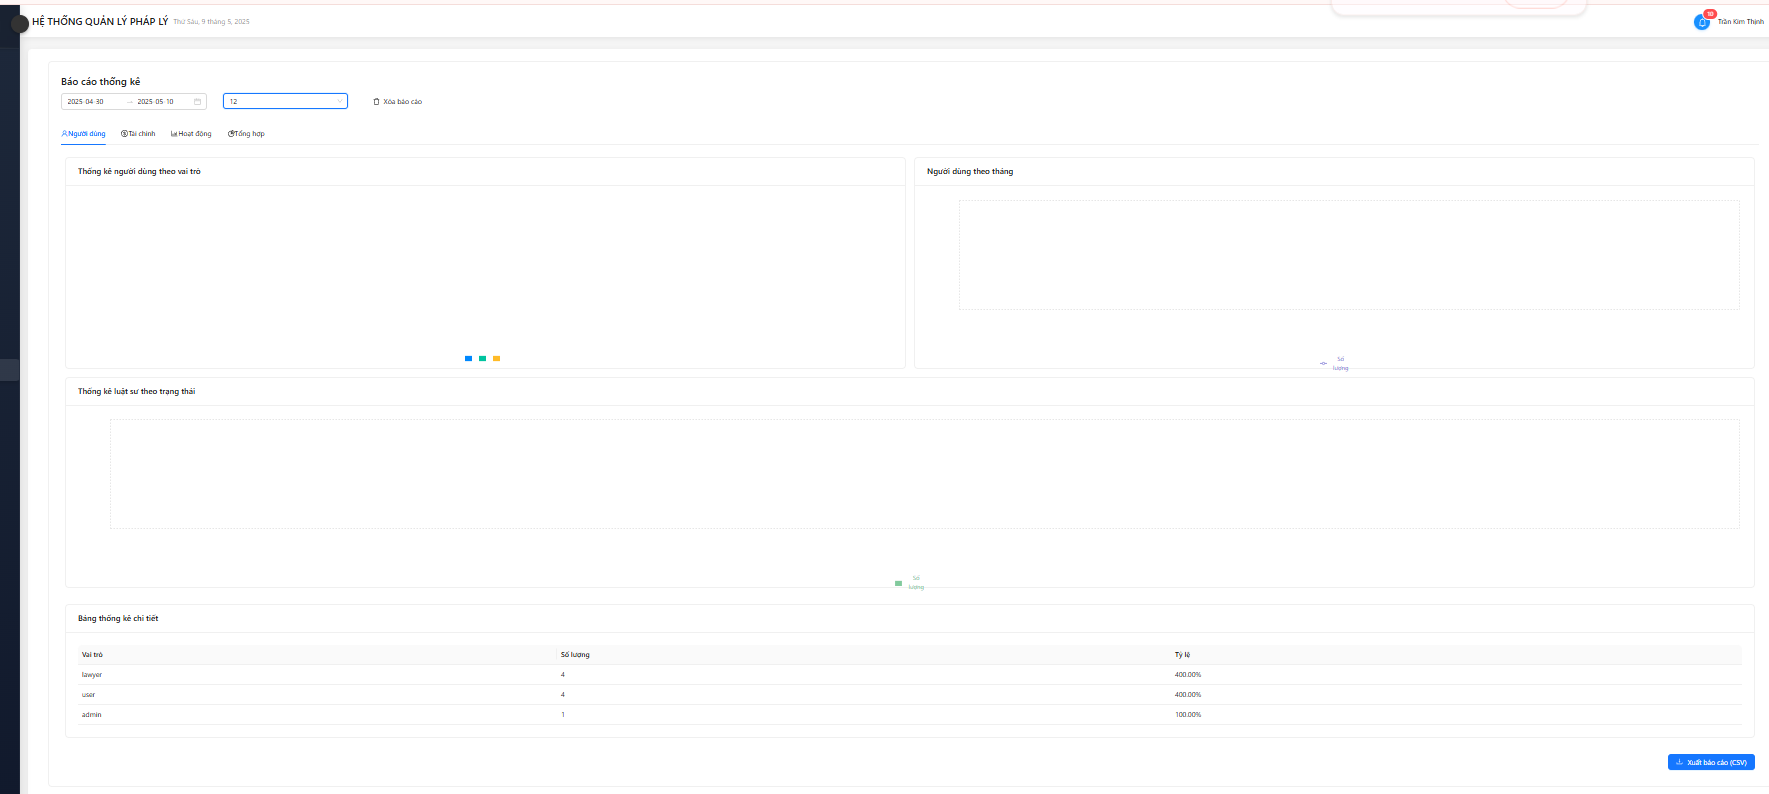 HỆ THỐNG QUẢN LÝ PHÁP LÝ Thứ Sáu, 9 tháng 5, 2025
10
Trần Kim Thịnh
Báo cáo thống kê
2025-04-30 → 2025-05-10
12
Xóa báo cáo
Người dùng
Tài chính
Hoạt động
Tổng hợp
Thống kê người dùng theo vai trò
Người dùng theo tháng
Số
lượng
Thống kê luật sư theo trạng thái
Số
lượng
Bảng thống kê chi tiết
Vai trò Số lượng Tỷ lệ
lawyer 4 400.00%
user 4 400.00%
admin 1 100.00%
Xuất báo cáo (CSV)